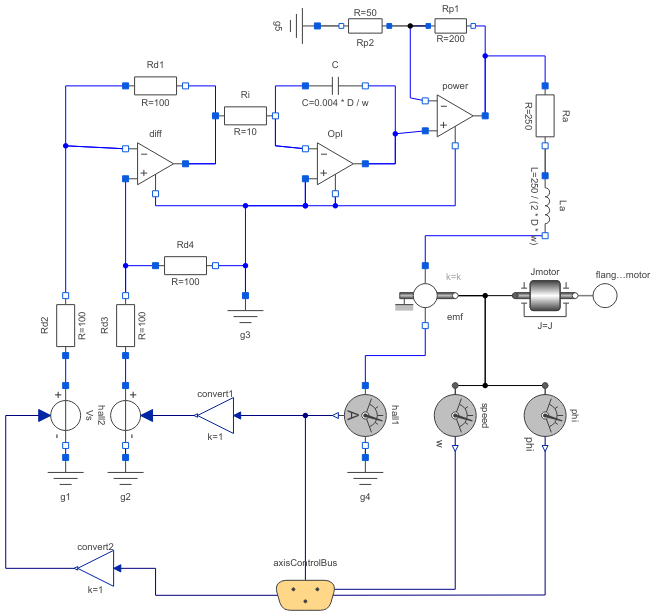 R=50
Rp1
g5
Rp2
R=200
Rd1
C
power
Ri
R=100
C=0.004 * D / w
R=10
diff
OpI
Ra
R=250
La
L=250 / (2 * D * w)
Rd4
R=100
k=k
Jmotor
flang...motor
emf
J=J
g3
Rd2
R=100
Rd3
R=100
convert1
Vs
hall2
A
hall1
speed
phi
k=1
w
phi
g1
g2
g4
convert2
k=1
axisControlBus